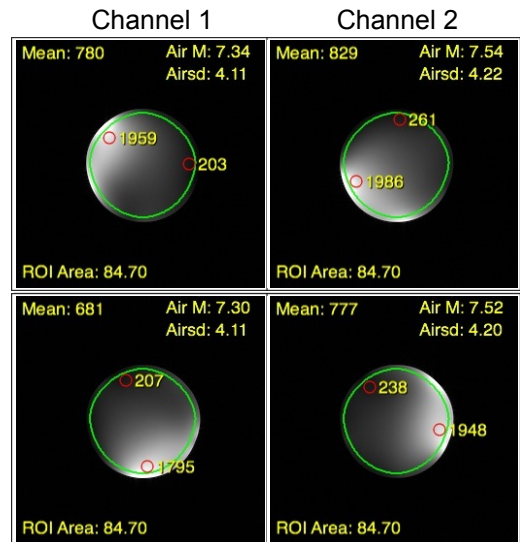 Channel 1
Channel 2
Mean: 780
Air M: 7.34
Airsd: 4.11
1959
203
ROI Area: 84.70
Mean: 829
Air M: 7.54
Airsd: 4.22
261
1986
ROI Area: 84.70
Mean: 681
Air M: 7.30
Airsd: 4.11
207
1795
ROI Area: 84.70
Mean: 777
Air M: 7.52
Airsd: 4.20
238
1948
ROI Area: 84.70